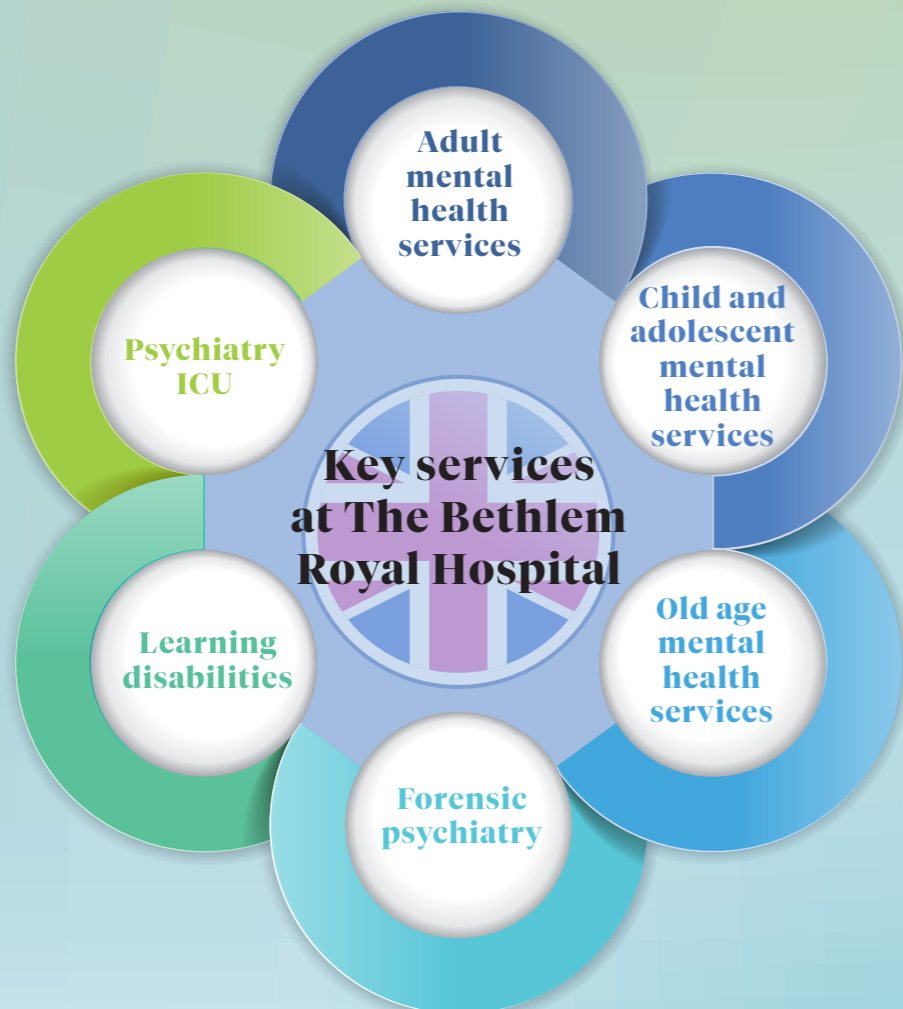 Key services
at The Bethlem
Royal Hospital
Adult
mental
health
services
Child and
adolescent
mental
health
services
Old age
mental
health
services
Forensic
psychiatry
Learning
disabilities
Psychiatry
ICU